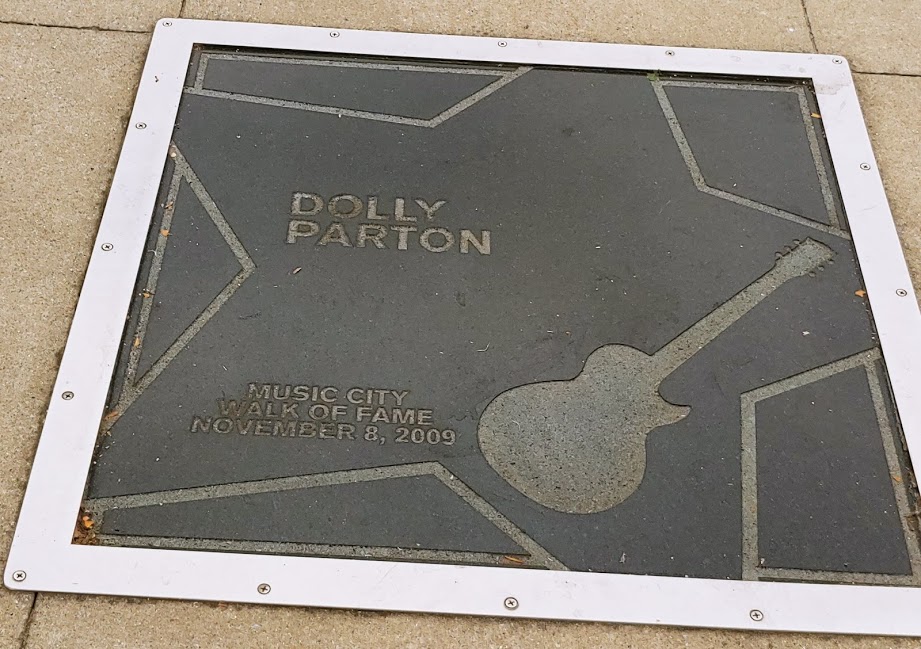 DOLLY
PARTON
MUSIC CITY
WALK OF FAME
NOVEMBER 8, 2009